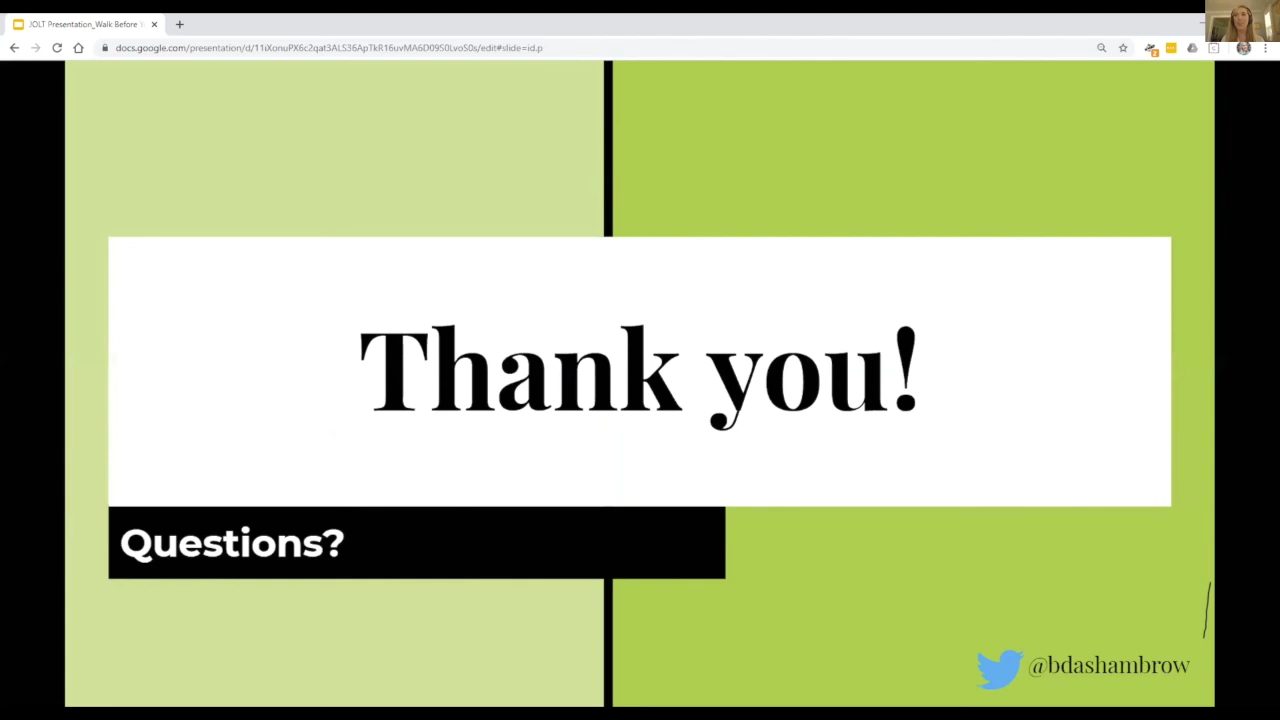 JOLT Presentation_Walk Before
docs.google.com/presentation/d/11iXonuPX6c2qat3ALS36ApTkR16uvMA6D09S0LvoS0s/edit#slide=id.p
Thank you!
Questions?
@bdashambrow